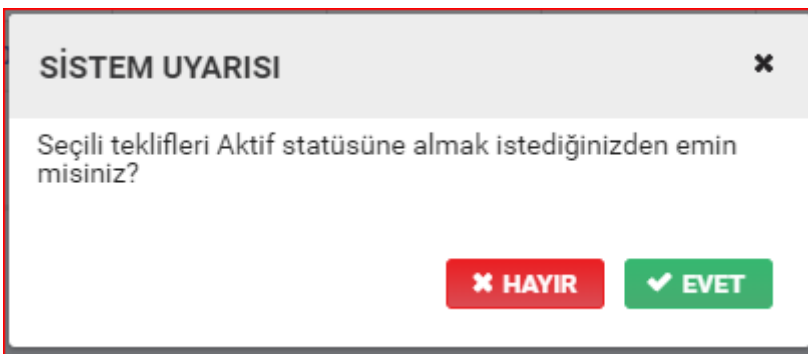 SİSTEM UYARISI
Seçili teklifleri Aktif statüsüne almak istediğinizden emin
misiniz?
HAYIR
EVET